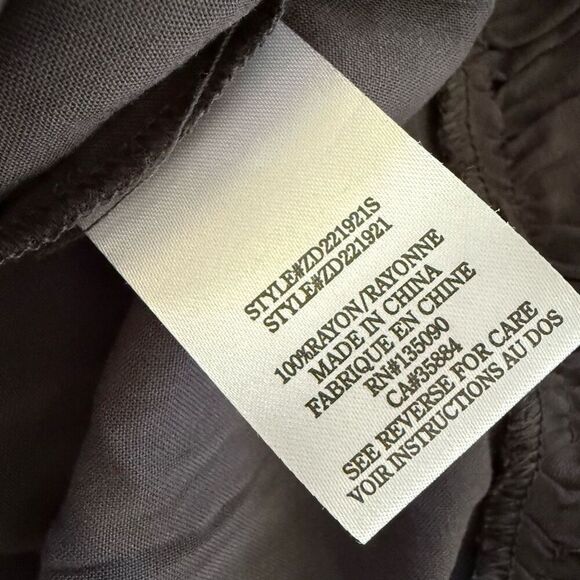 STYLE#ZD221921S
STYLE#ZD221921
100%RAYON/RAYONNE
MADE IN CHINA
FABRIQUE EN CHINE
RN#135090
CA#35884
SEE REVERSE FOR CARE
VOIR INSTRUCTIONS AU DOS